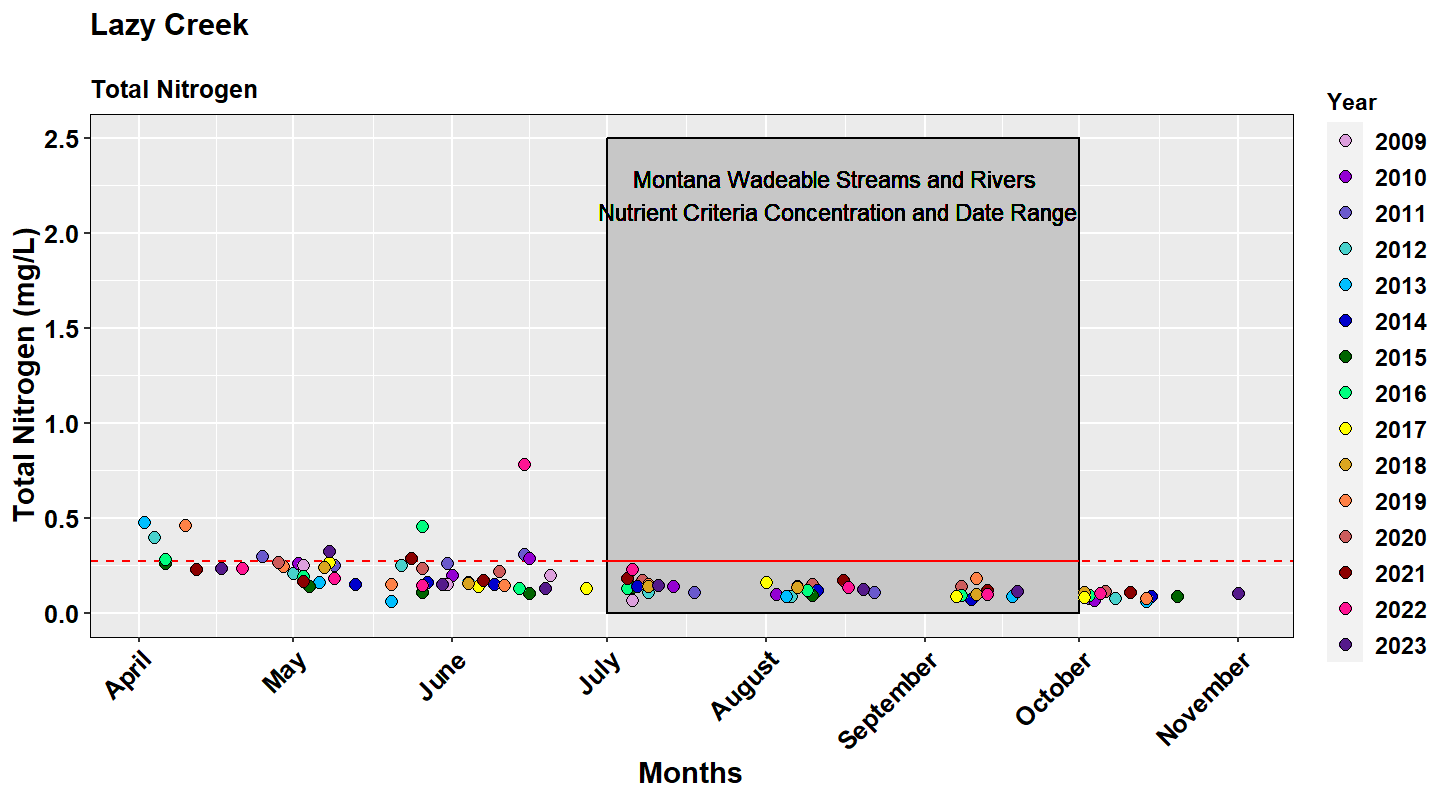 Lazy Creek
Total Nitrogen
Total Nitrogen (mg/L)
2.5
2.0
1.5
1.0
0.5
0.0
Montana Wadeable Streams and Rivers
Nutrient Criteria Concentration and Date Range
April
May
June
July
August
September
October
November
Months
Year
2009
2010
2011
2012
2013
2014
2015
2016
2017
2018
2019
2020
2021
2022
2023